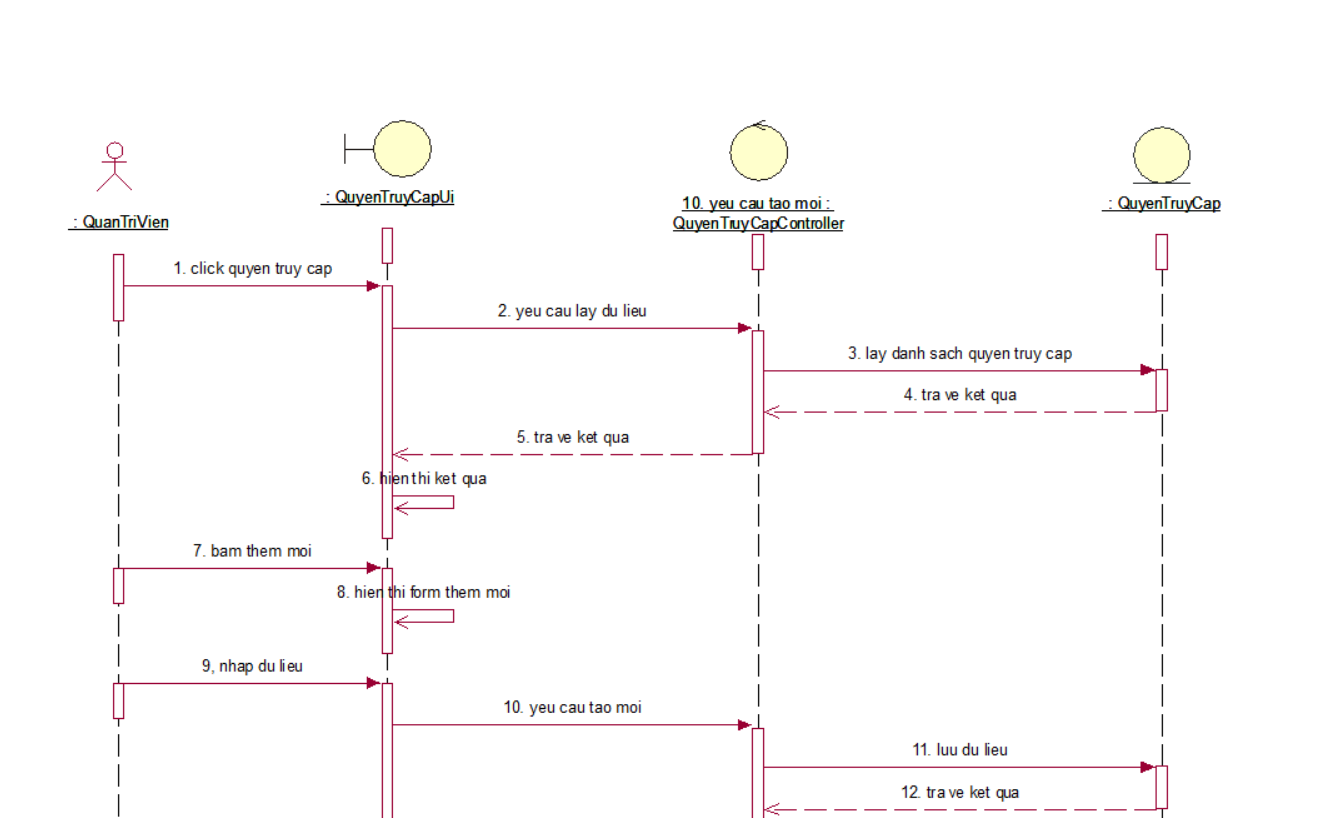 : QuanTriVien
: QuyenTruyCapUi
10. yeu cau tao moi :
QuyenTruyCapController
: QuyenTruyCap
1. click quyen truy cap
2. yeu cau lay du lieu
3. lay danh sach quyen truy cap
4. tra ve ket qua
5. tra ve ket qua
6. hien thi ket qua
7. bam them moi
8. hien thi form them moi
9, nhap du lieu
10. yeu cau tao moi
11. luu du lieu
12. tra ve ket qua